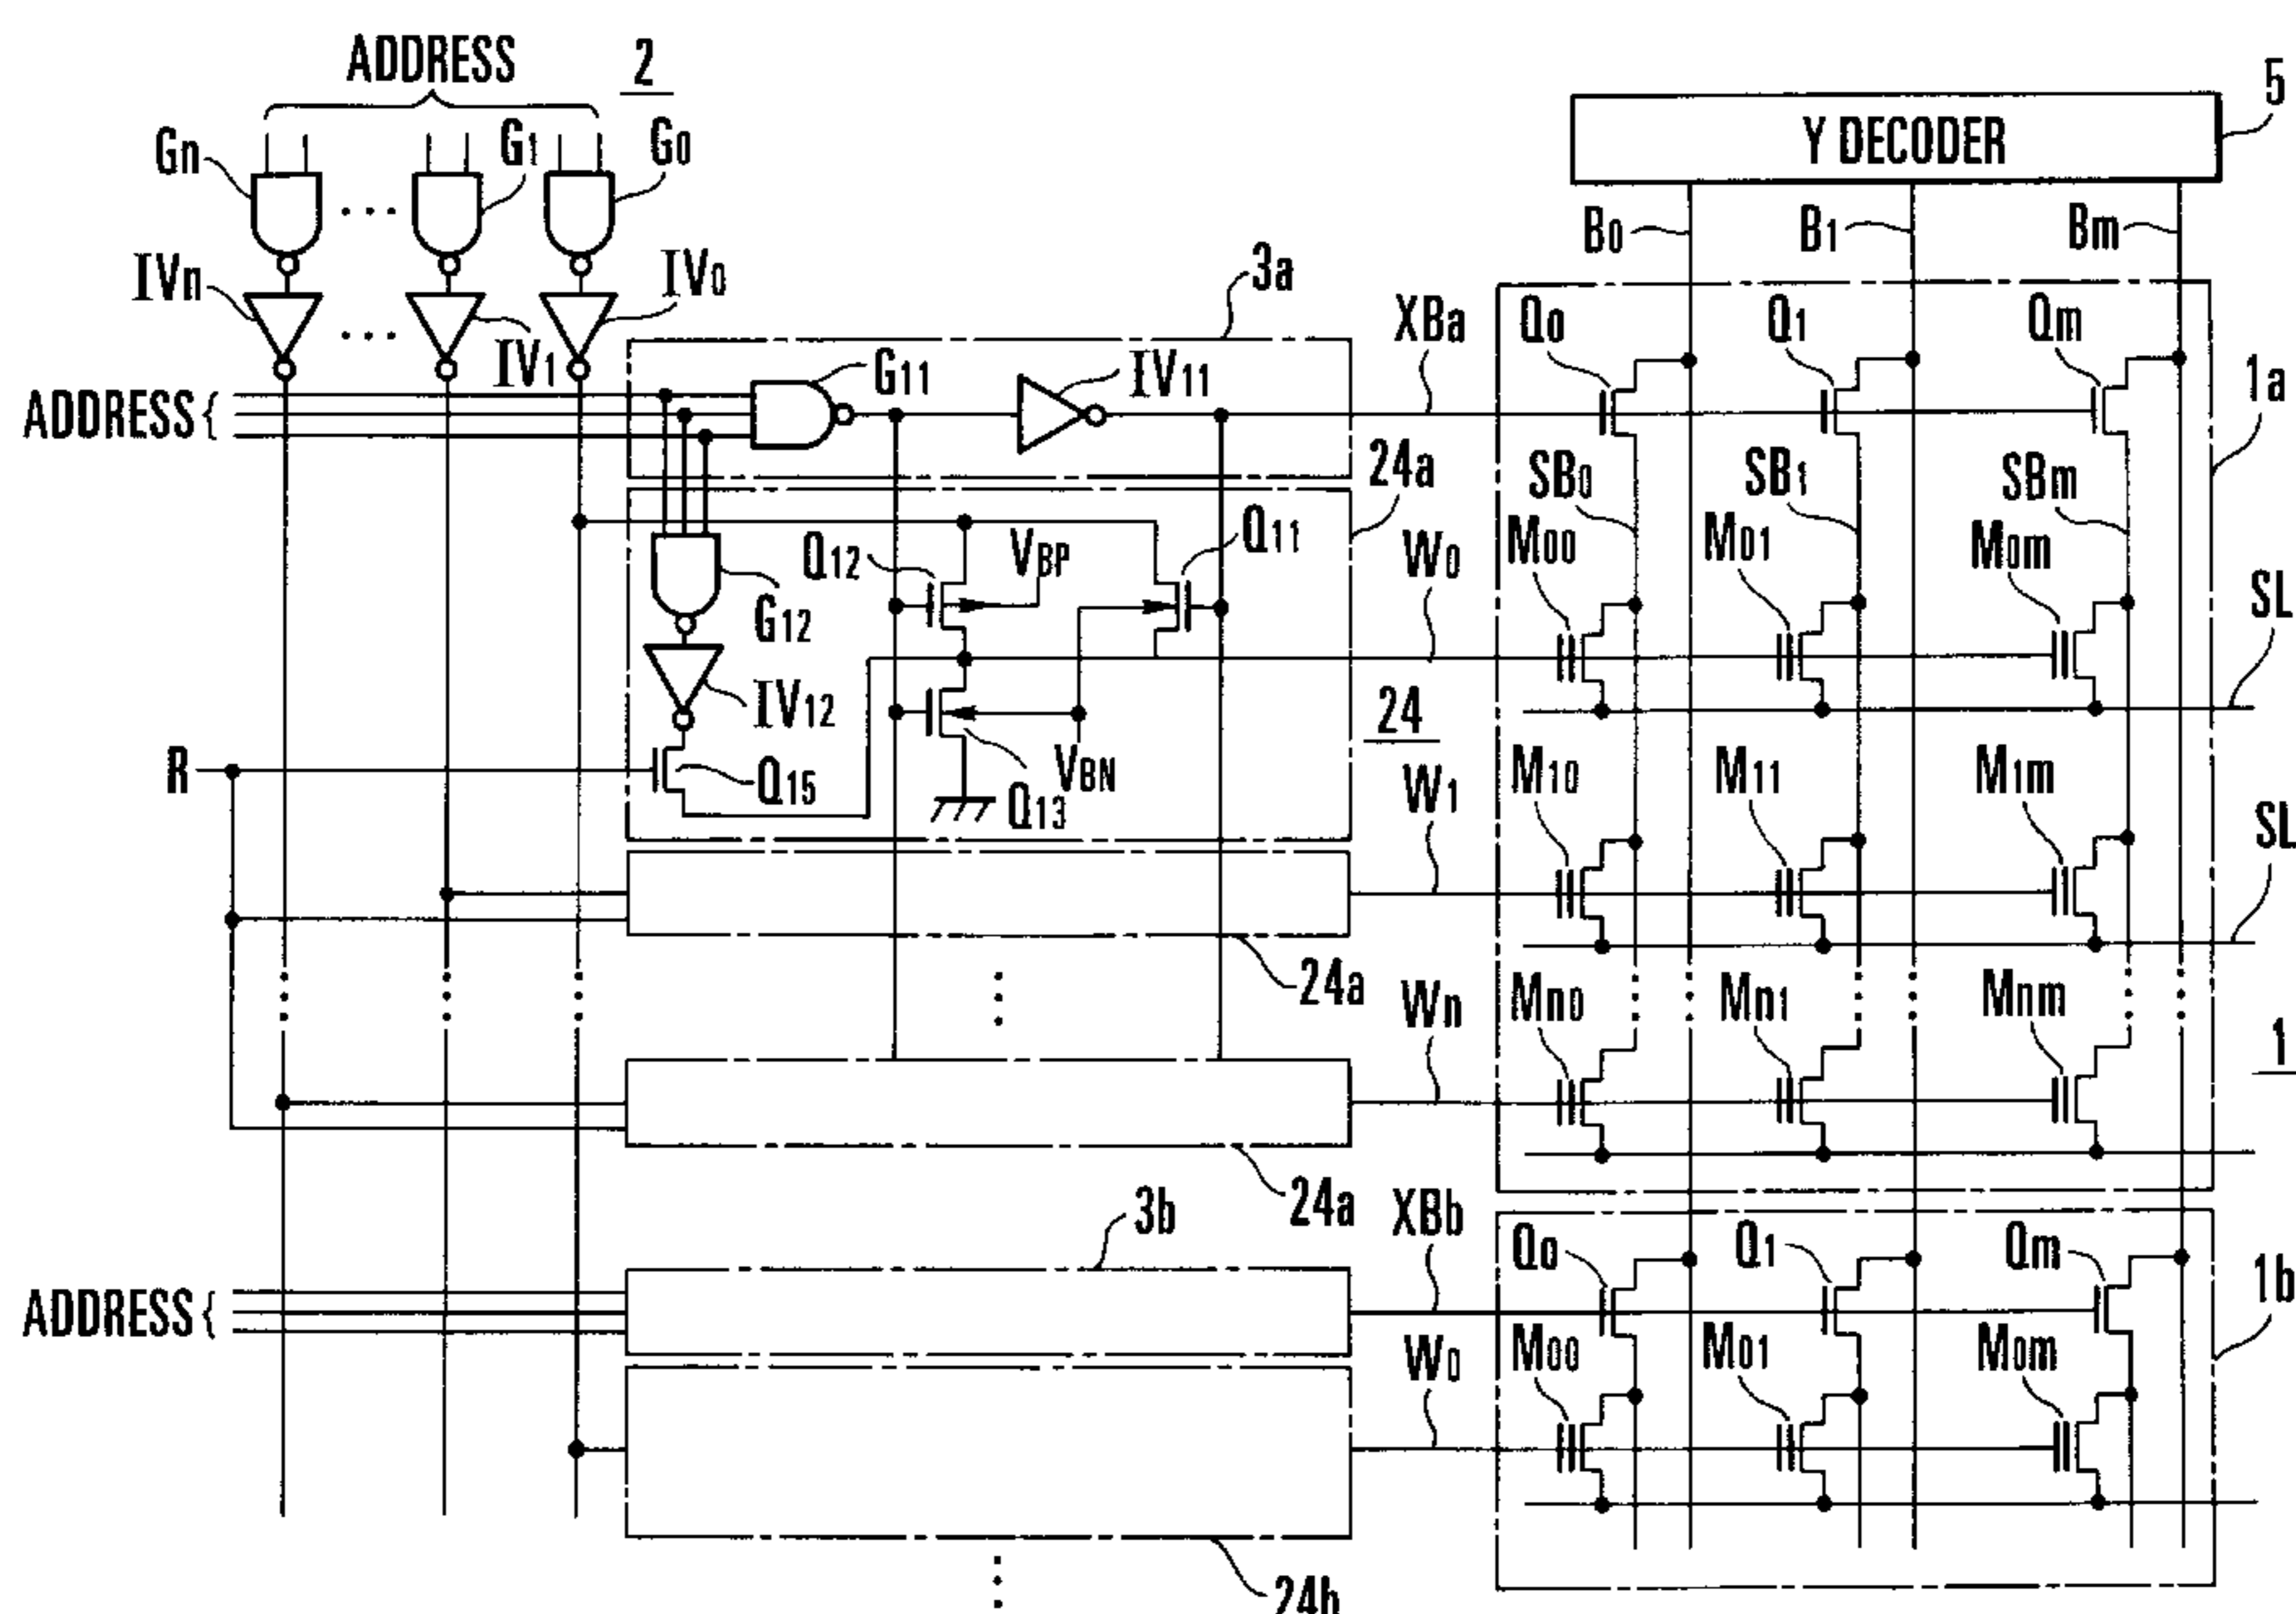 ADDRESS 2
5
Gn G1 G0
Y DECODER
B0 B1 Bm
IVn IV1 IV0
3a
XBa
Q0 Q1 Qm
1a
ADDRESS {
G11 IV11
24a
SB0 SB1 SBm
Q12 VBP Q11
W0
M00 M01 M0m
SL
G12
IV12
24
R
Q15
VBN
Q13
W1
M10 M11 M1m
SL
24a
Wn
Mn0 Mn1 Mnm
1
24a
3b
XBb
Q0 Q1 Qm
1b
ADDRESS {
W0
M00 M01 M0m
24b